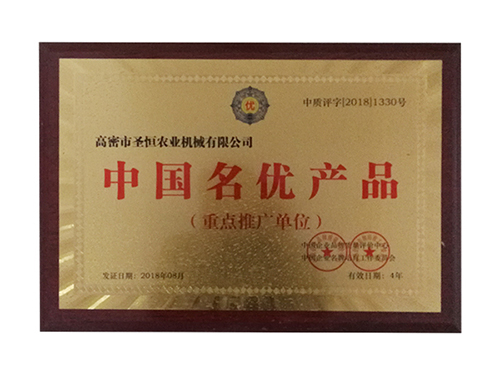 优
中质评字[2018]1330号
高密市圣恒农业机械有限公司
中国名优产品
（重点推广单位）
发证日期：2018年08月
有效日期：4年